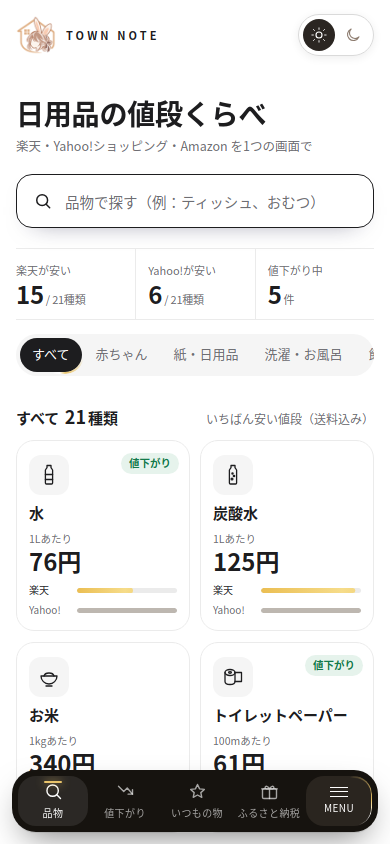 TOWN NOTE
日用品の値段くらべ
楽天・Yahoo!ショッピング・Amazon を1つの画面で
品物で探す（例：ティッシュ、おむつ）
楽天が安い
15 / 21種類
Yahoo!が安い
6 / 21種類
値下がり中
5 件
すべて 赤ちゃん 紙・日用品 洗濯・お風呂
すべて 21種類
いちばん安い値段（送料込み）
値下がり
水
1Lあたり
76円
楽天
Yahoo!
炭酸水
1Lあたり
125円
楽天
Yahoo!
お米
1kgあたり
340円
値下がり
トイレットペーパー
100mあたり
61円
品物 値下がり いつもの物 ふるさと納税 MENU